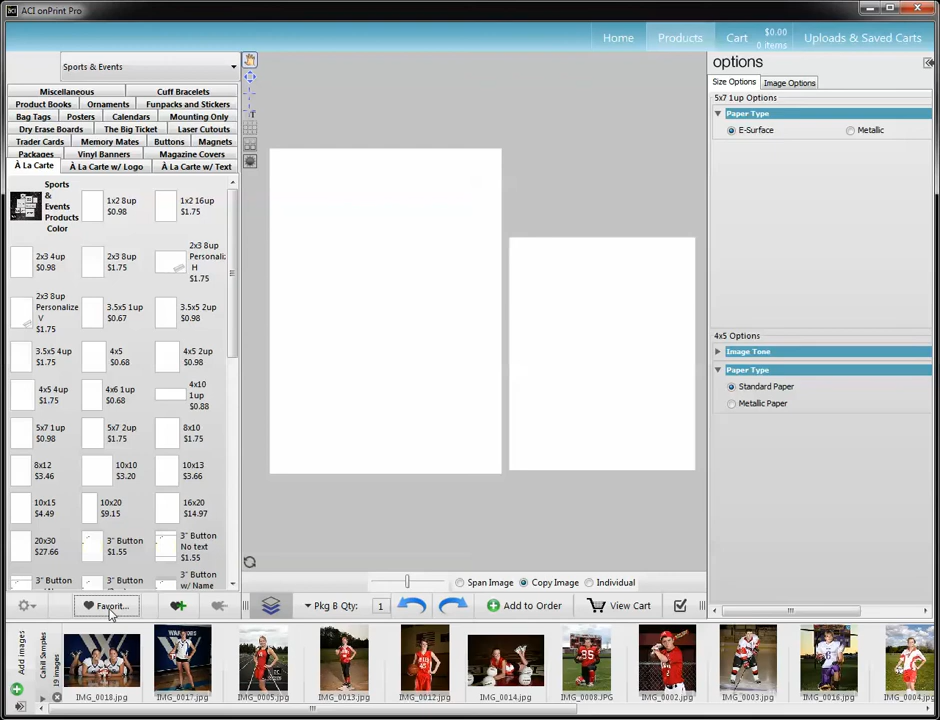 ACI onPrint Pro
Home
Products
Cart
$0.00
0 items
Uploads & Saved Carts
Sports & Events
Miscellaneous
Cuff Bracelets
Product Books
Ornaments
Funpacks and Stickers
Bag Tags
Posters
Calendars
Mounting Only
Dry Erase Boards
The Big Ticket
Laser Cutouts
Trader Cards
Memory Mates
Buttons
Magnets
Packages
Vinyl Banners
Magazine Covers
À La Carte
À La Carte w/ Logo
À La Carte w/ Text
Sports
&
Events
Products
Color
1x2 8up
$0.98
1x2 16up
$1.75
2x3 4up
$0.98
2x3 8up
$1.75
2x3 8up
Personaliz
H
$1.75
2x3 8up
Personalize
V
$1.75
3.5x5 1up
$0.67
3.5x5 2up
$0.98
3.5x5 4up
$1.75
4x5
$0.68
4x5 2up
$0.98
4x5 4up
$1.75
4x6 1up
$0.68
4x10
1up
$0.88
5x7 1up
$0.98
5x7 2up
$1.75
8x10
$1.75
8x12
$3.46
10x10
$3.20
10x13
$3.66
10x15
$4.49
10x20
$9.15
16x20
$14.97
20x30
$27.66
3" Button
$1.55
3" Button
No text
$1.55
3" Button
3" Button
3" Button
w/ Name
Favorit...
options
Size Options
Image Options
5x7 1up Options
Paper Type
E-Surface
Metallic
4x5 Options
Image Tone
Paper Type
Standard Paper
Metallic Paper
Span Image
Copy Image
Individual
Pkg B Qty:
1
Add to Order
View Cart
Add images
Cahill Samples
19 images
IMG_0018.jpg
IMG_0017.jpg
IMG_0005.jpg
IMG_0013.jpg
IMG_0012.jpg
IMG_0014.jpg
IMG_0008.JPG
IMG_0002.jpg
IMG_0003.jpg
IMG_0016.jpg
IMG_0004.jpg